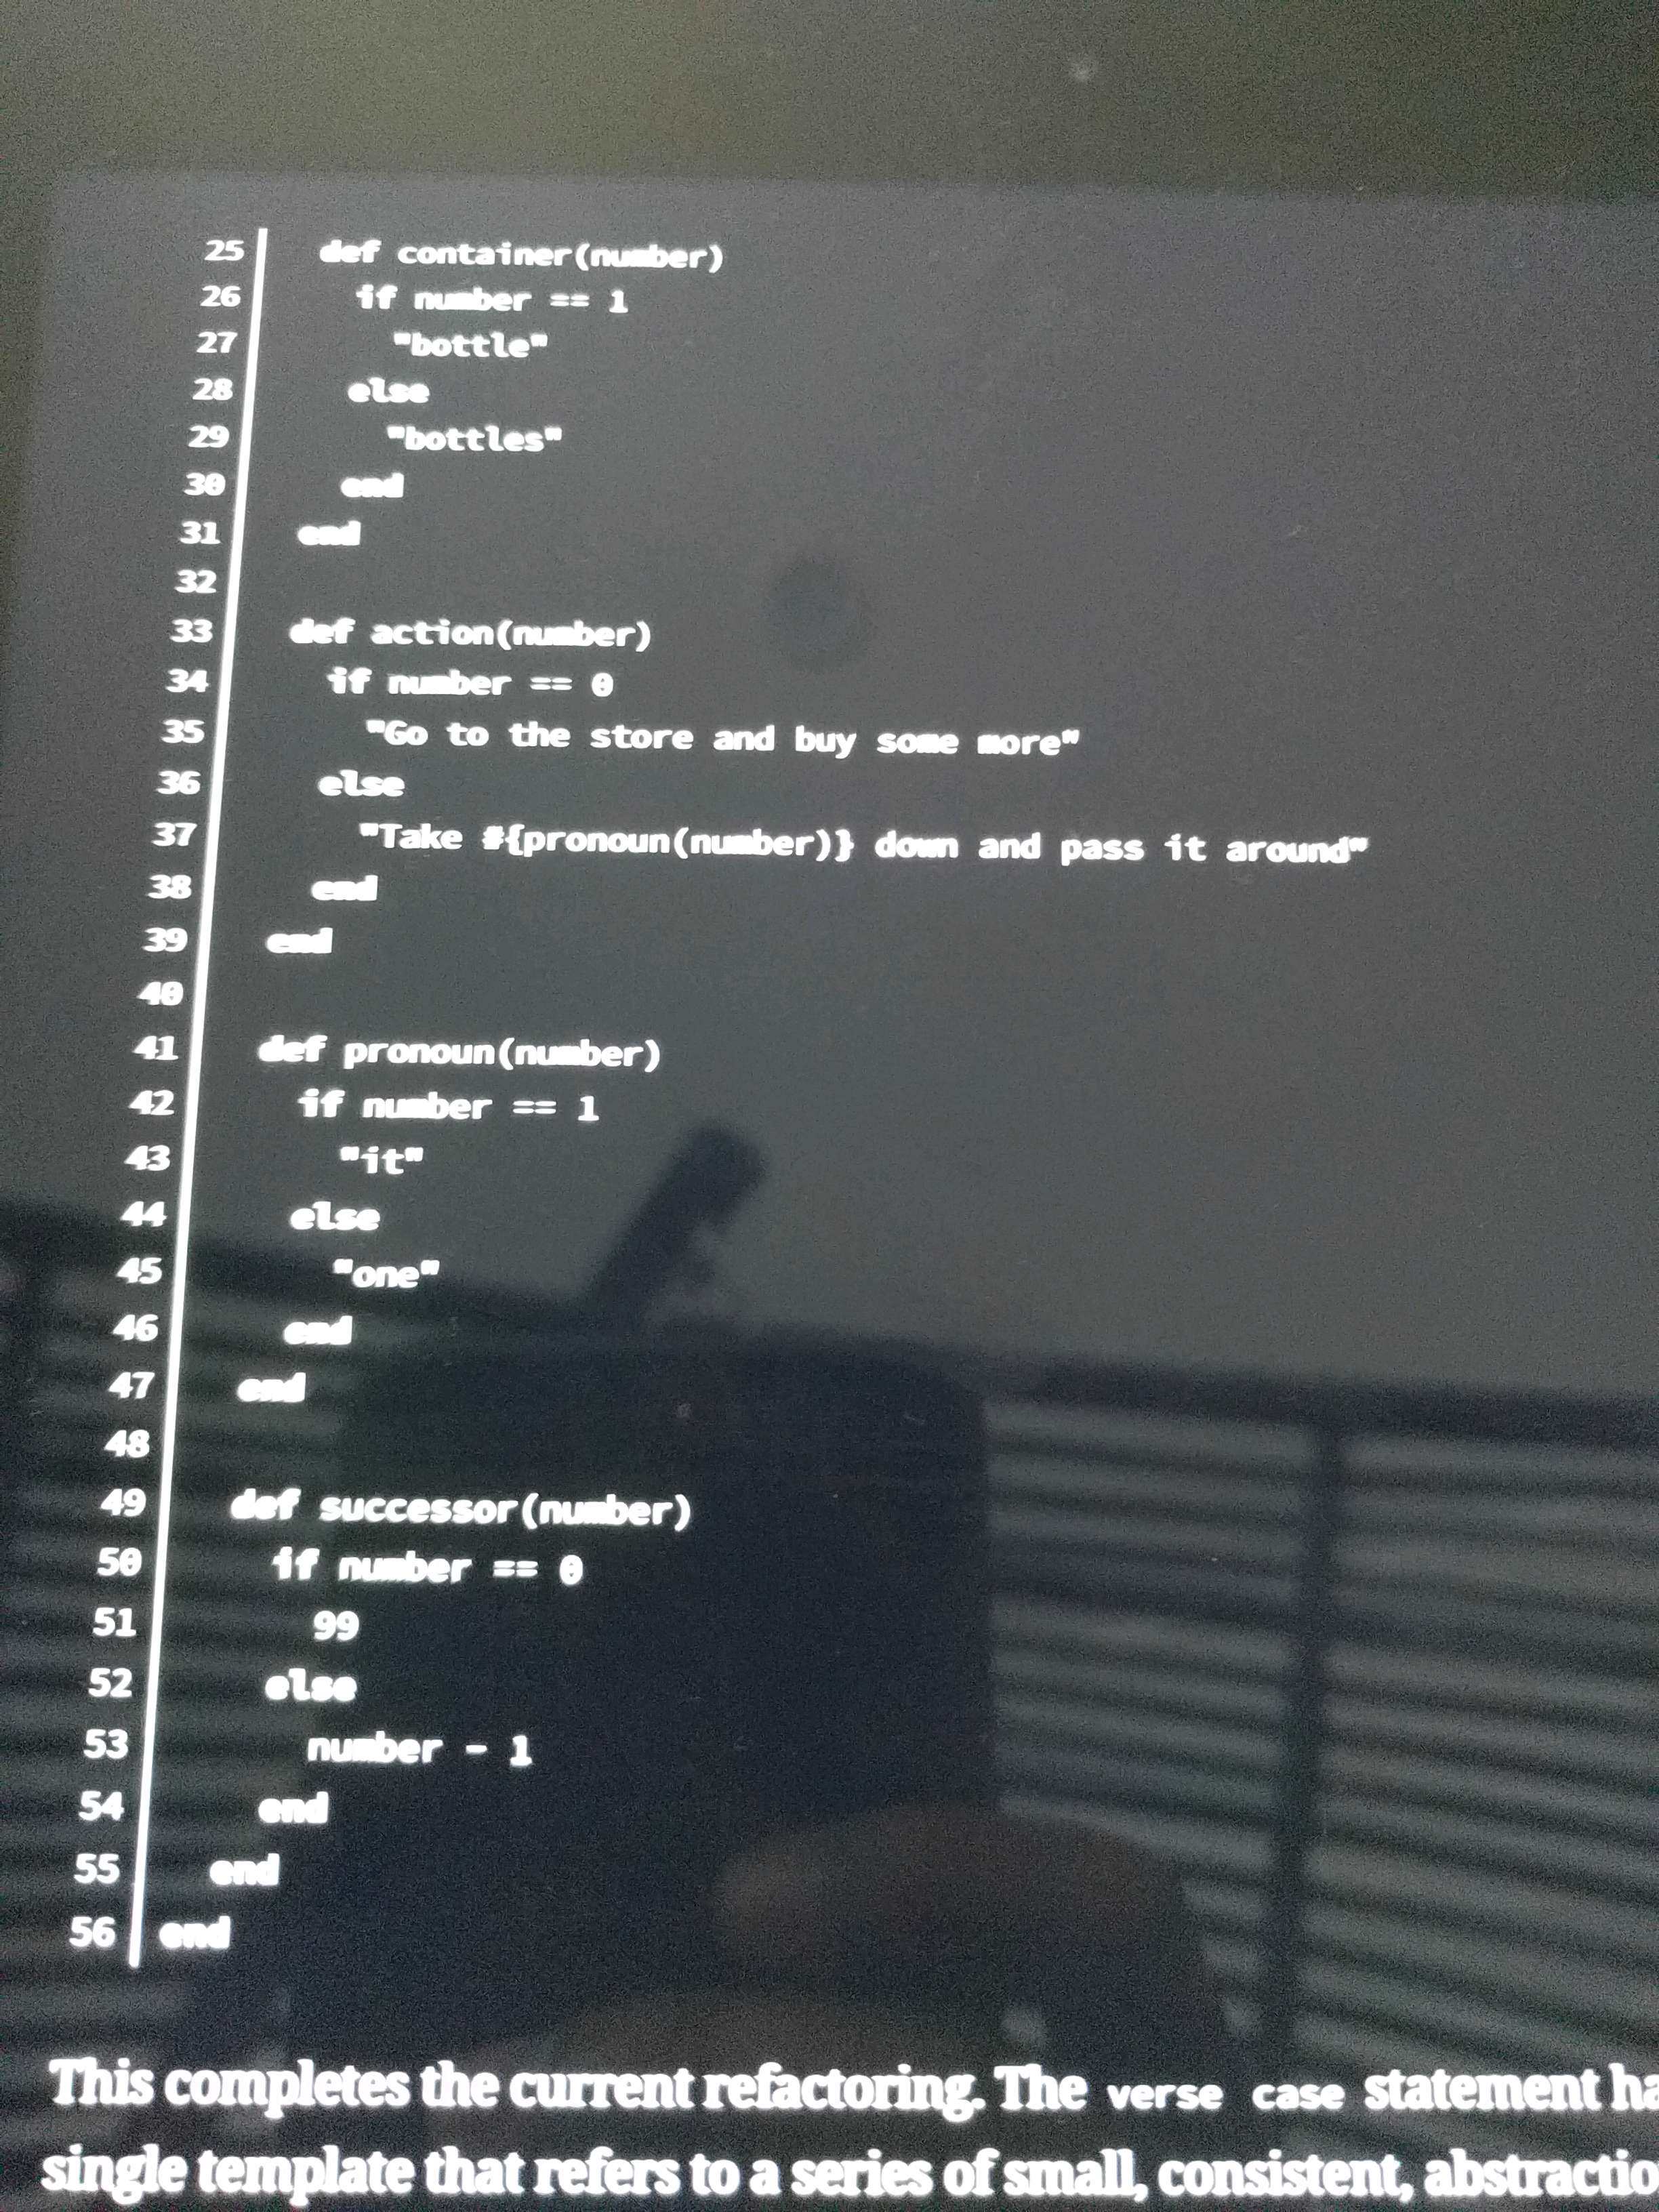 25 def container(number)
26 if number == 1
27 "bottle"
28 else
29 "bottles"
30 end
31 end
32
33 def action(number)
34 if number == 0
35 "Go to the store and buy some more"
36 else
37 "Take #{pronoun(number)} down and pass it around"
38 end
39 end
40
41 def pronoun(number)
42 if number == 1
43 "it"
44 else
45 "one"
46 end
47 end
48
49 def successor(number)
50 if number == 0
51 99
52 else
53 number - 1
54 end
55 end
56 end
This completes the current refactoring. The verse case statement
single template that refers to a series of small, consistent,